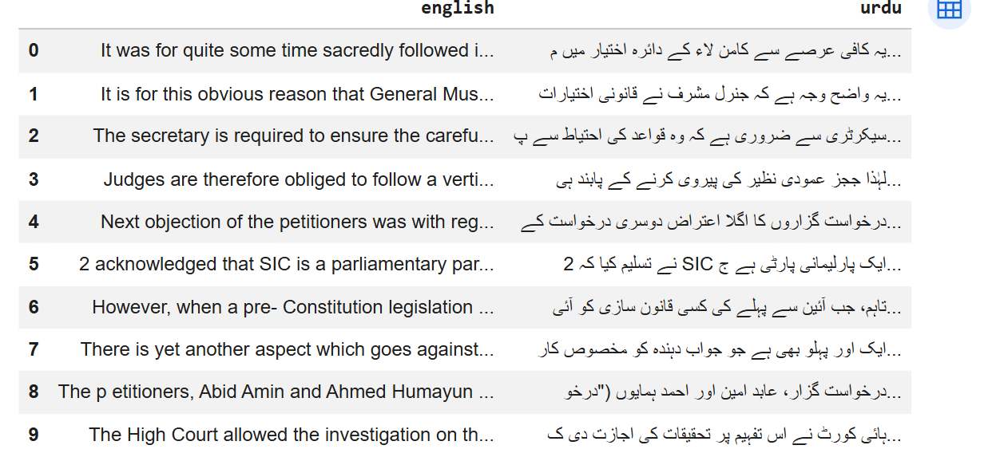 english urdu
0 It was for quite some time sacredly followed i... یہ کافی عرصے سے کامن لاء کے دائرہ اختیار میں م...
1 It is for this obvious reason that General Mus... یہ واضح وجہ ہے کہ جنرل مشرف نے قانونی اختیارات...
2 The secretary is required to ensure the carefu... سیکرٹری سے ضروری ہے کہ وہ قواعد کی احتیاط سے پ...
3 Judges are therefore obliged to follow a verti... لہٰذا ججز عمودی نظیر کی پیروی کرنے کے پابند ہی...
4 Next objection of the petitioners was with reg... درخواست گزاروں کا اگلا اعتراض دوسری درخواست کے...
5 2 acknowledged that SIC is a parliamentary par... 2 نے تسلیم کیا کہ SIC ایک پارلیمانی پارٹی ہے ج...
6 However, when a pre- Constitution legislation ... تاہم، جب آئین سے پہلے کی کسی قانون سازی کو آئی...
7 There is yet another aspect which goes against... ایک اور پہلو بھی ہے جو جواب دہندہ کو مخصوص کار...
8 The p etitioners, Abid Amin and Ahmed Humayun ... درخواست گزار، عابد امین اور احمد ہمایوں ("درخو...
9 The High Court allowed the investigation on th... ہائی کورٹ نے اس تفہیم پر تحقیقات کی اجازت دی ک...